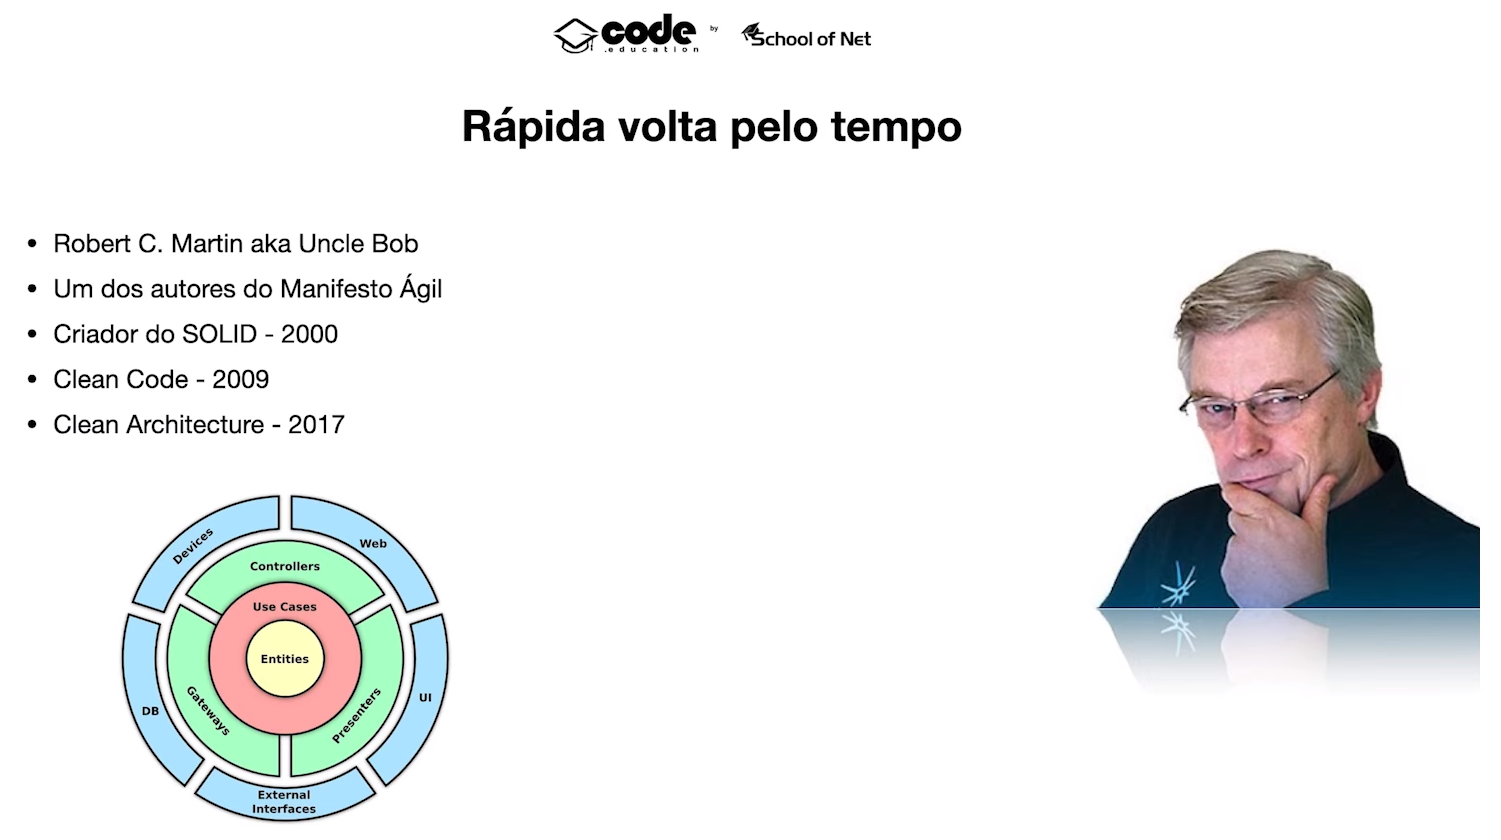 code
.education
by
School of Net
Rápida volta pelo tempo
• Robert C. Martin aka Uncle Bob
• Um dos autores do Manifesto Ágil
• Criador do SOLID - 2000
• Clean Code - 2009
• Clean Architecture - 2017
Devices
Web
Controllers
Use Cases
Entities
Gateways
Presenters
DB
UI
External
Interfaces